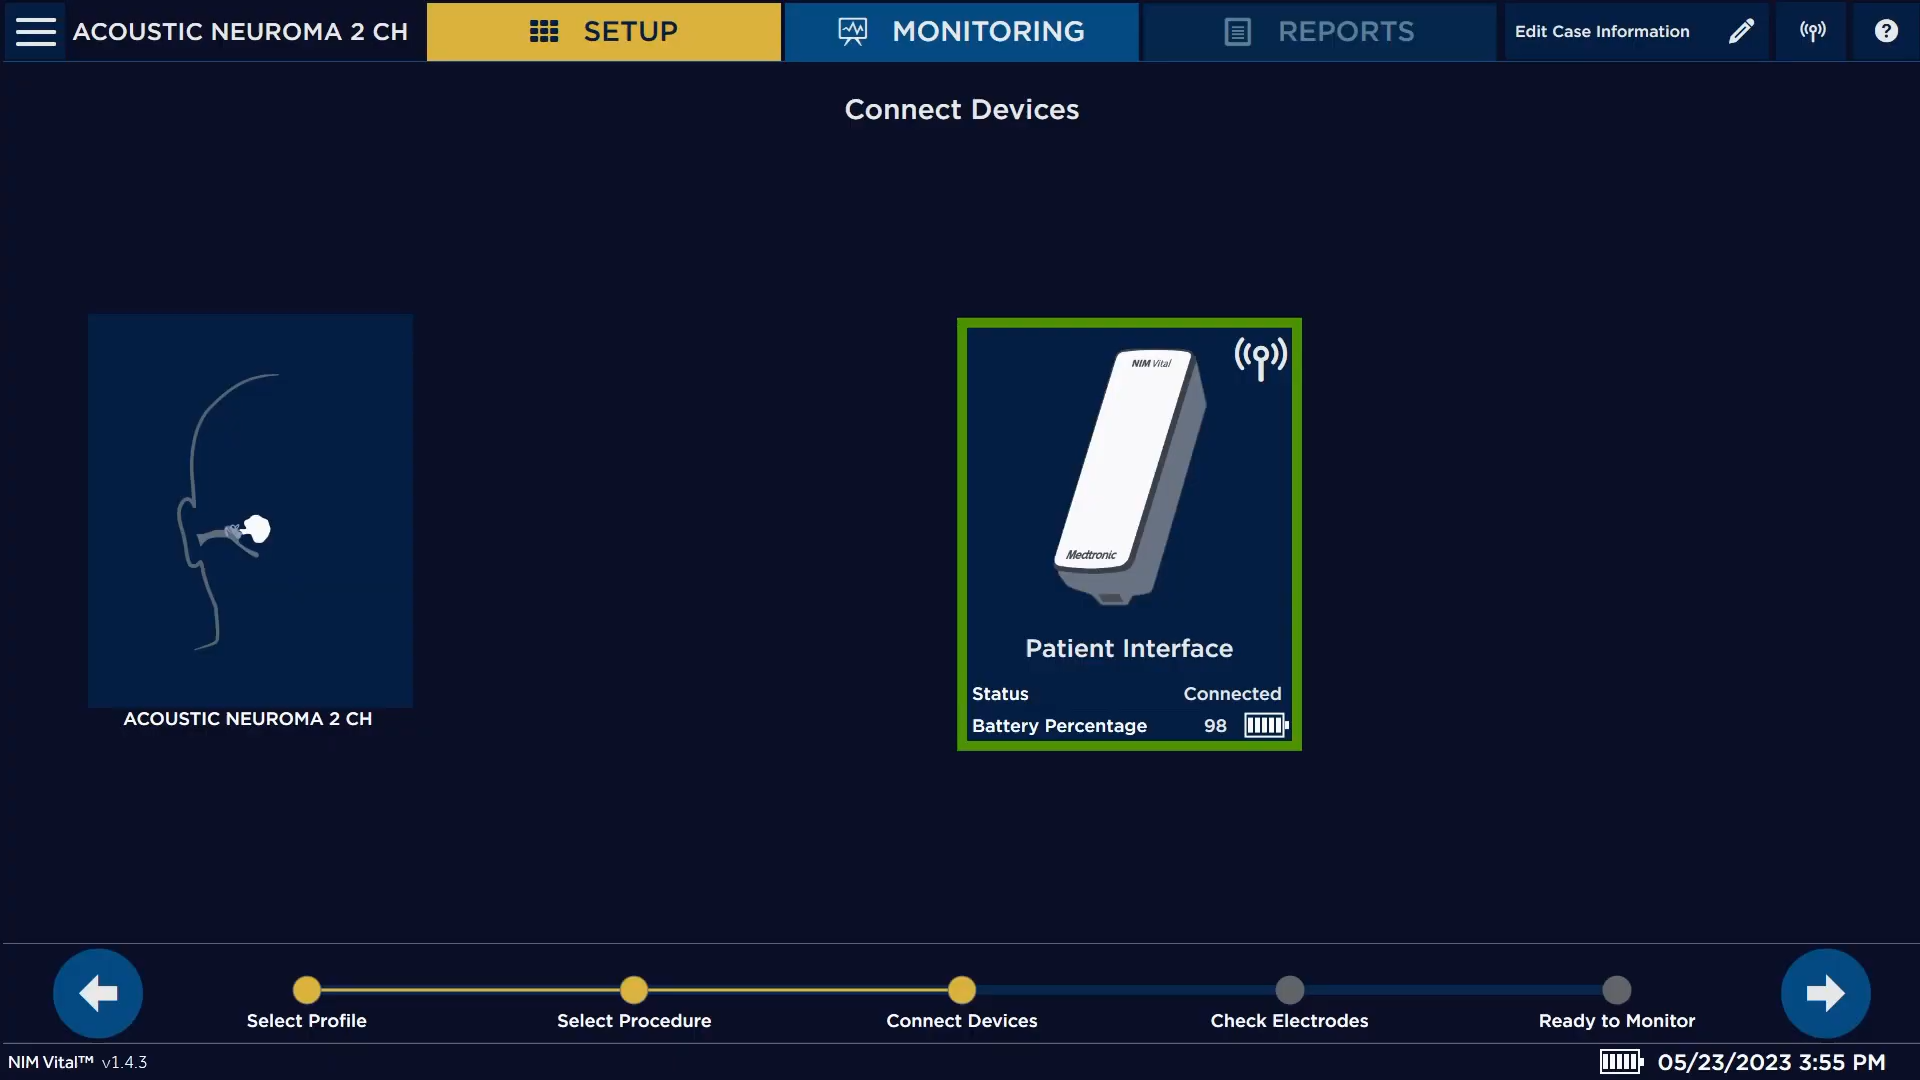 ACOUSTIC NEUROMA 2 CH
SETUP
MONITORING
REPORTS
Edit Case Information
?
Connect Devices
NIM Vital
Medtronic
Patient Interface
Status Connected
Battery Percentage 98
ACOUSTIC NEUROMA 2 CH
Select Profile
Select Procedure
Connect Devices
Check Electrodes
Ready to Monitor
NIM Vital™ v1.4.3
05/23/2023 3:55 PM